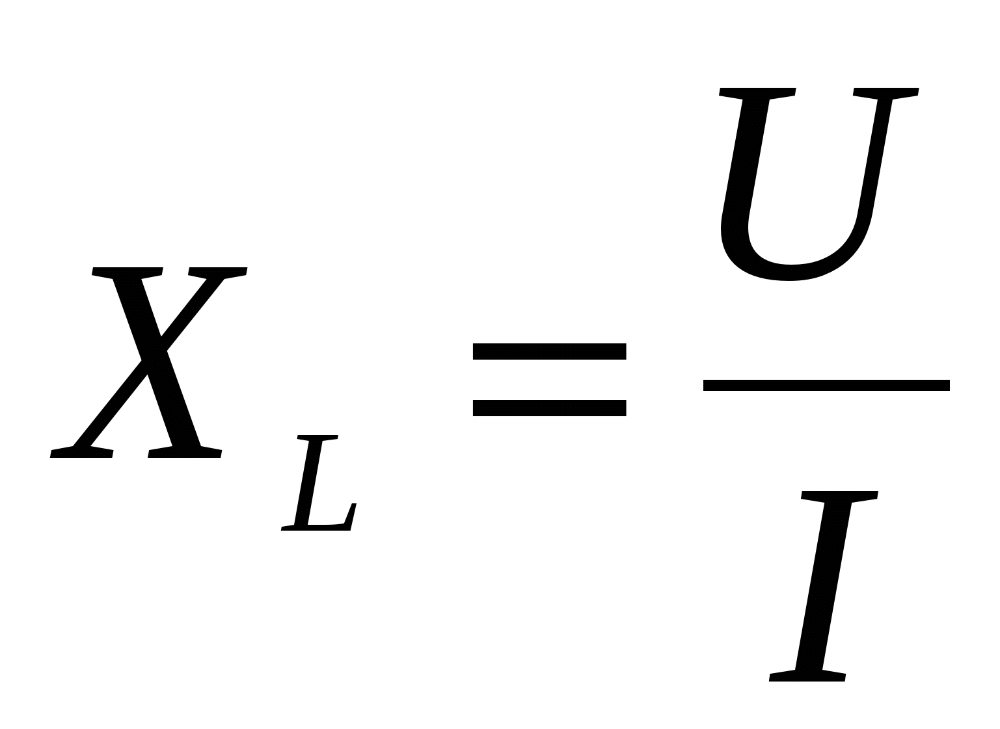 X_L = U/I